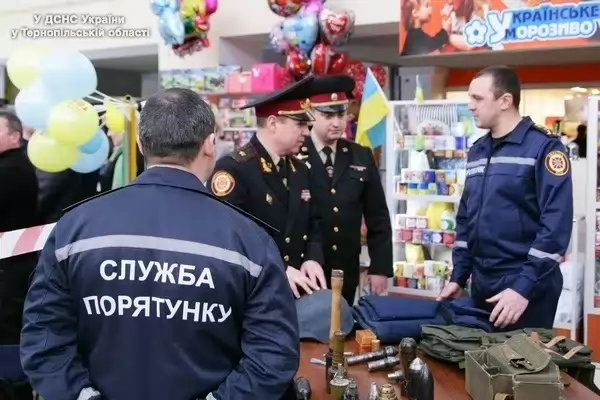 У ДСНС України
у Тернопільській області
Українське
Морозиво
СЛУЖБА
ПОРЯТУНКУ